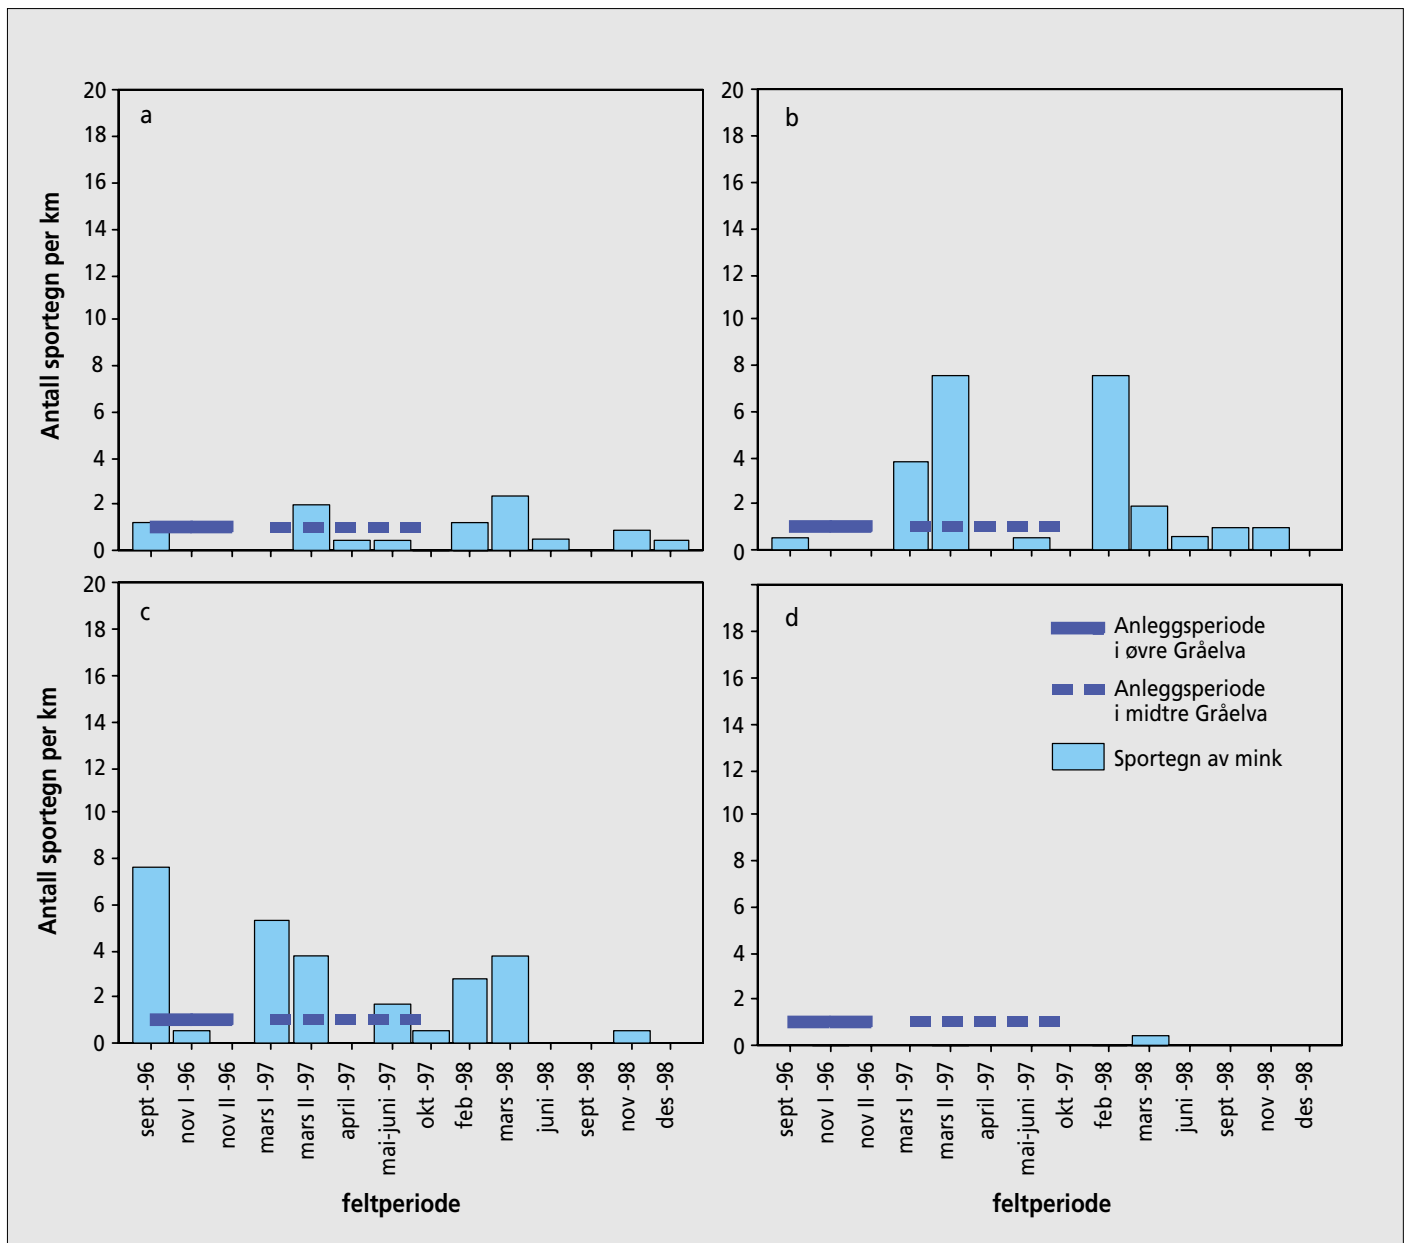 Antall sportegn per km
20
18
16
14
12
10
8
6
4
2
0
a
20
18
16
14
12
10
8
6
4
2
0
b
Antall sportegn per km
20
18
16
14
12
10
8
6
4
2
0
c
18
16
14
12
10
8
6
4
2
0
d
Anleggsperiode
i øvre Gråelva
Anleggsperiode
i midtre Gråelva
Sportegn av mink
sept -96
nov I -96
nov II -96
mars I -97
mars II -97
april -97
mai-juni -97
okt -97
feb -98
mars -98
juni -98
sept -98
nov -98
des -98
feltperiode
sept -96
nov I -96
nov II -96
mars I -97
mars II -97
april -97
mai-juni -97
okt -97
feb -98
mars -98
juni -98
sept -98
nov -98
des -98
feltperiode